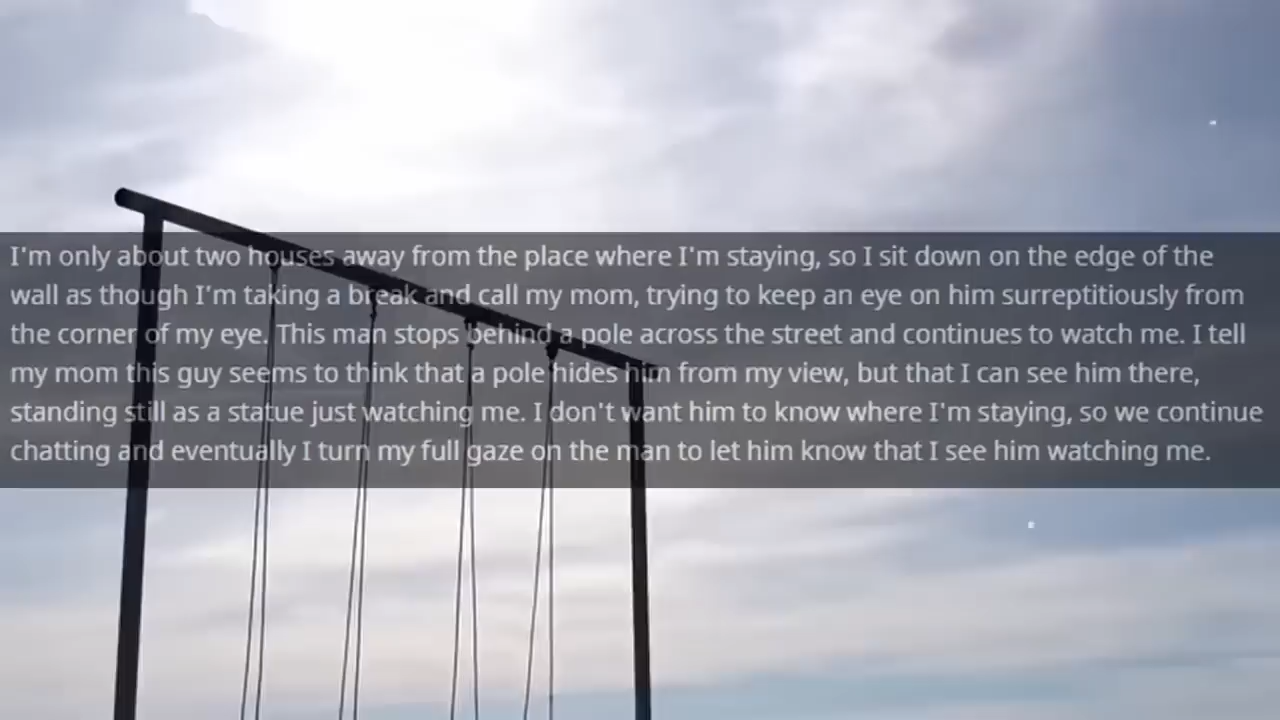 I'm only about two houses away from the place where I'm staying, so I sit down on the edge of the
wall as though I'm taking a break and call my mom, trying to keep an eye on him surreptitiously from
the corner of my eye. This man stops behind a pole across the street and continues to watch me. I tell
my mom this guy seems to think that a pole hides him from my view, but that I can see him there,
standing still as a statue just watching me. I don't want him to know where I'm staying, so we continue
chatting and eventually I turn my full gaze on the man to let him know that I see him watching me.